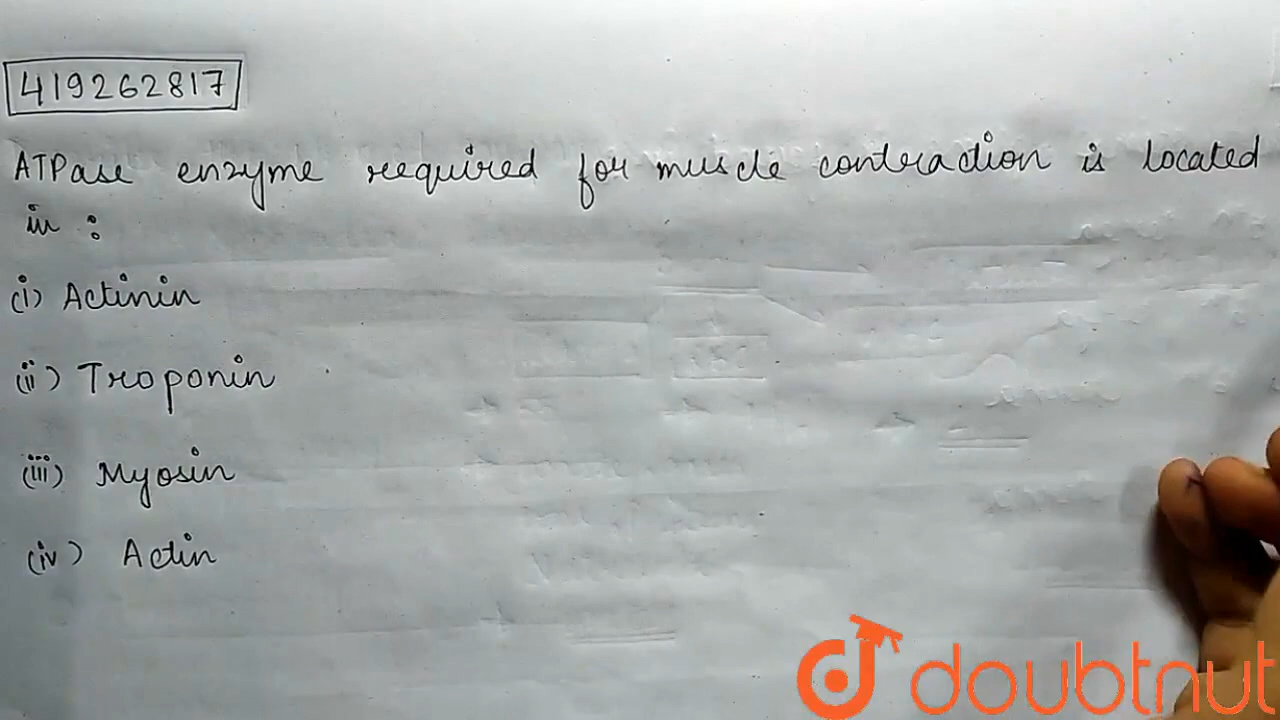 419262817
ATPase enzyme required for muscle contraction is located
in :
(i) Actinin
(ii) Troponin
(iii) Myosin
(iv) Actin
doubtnut